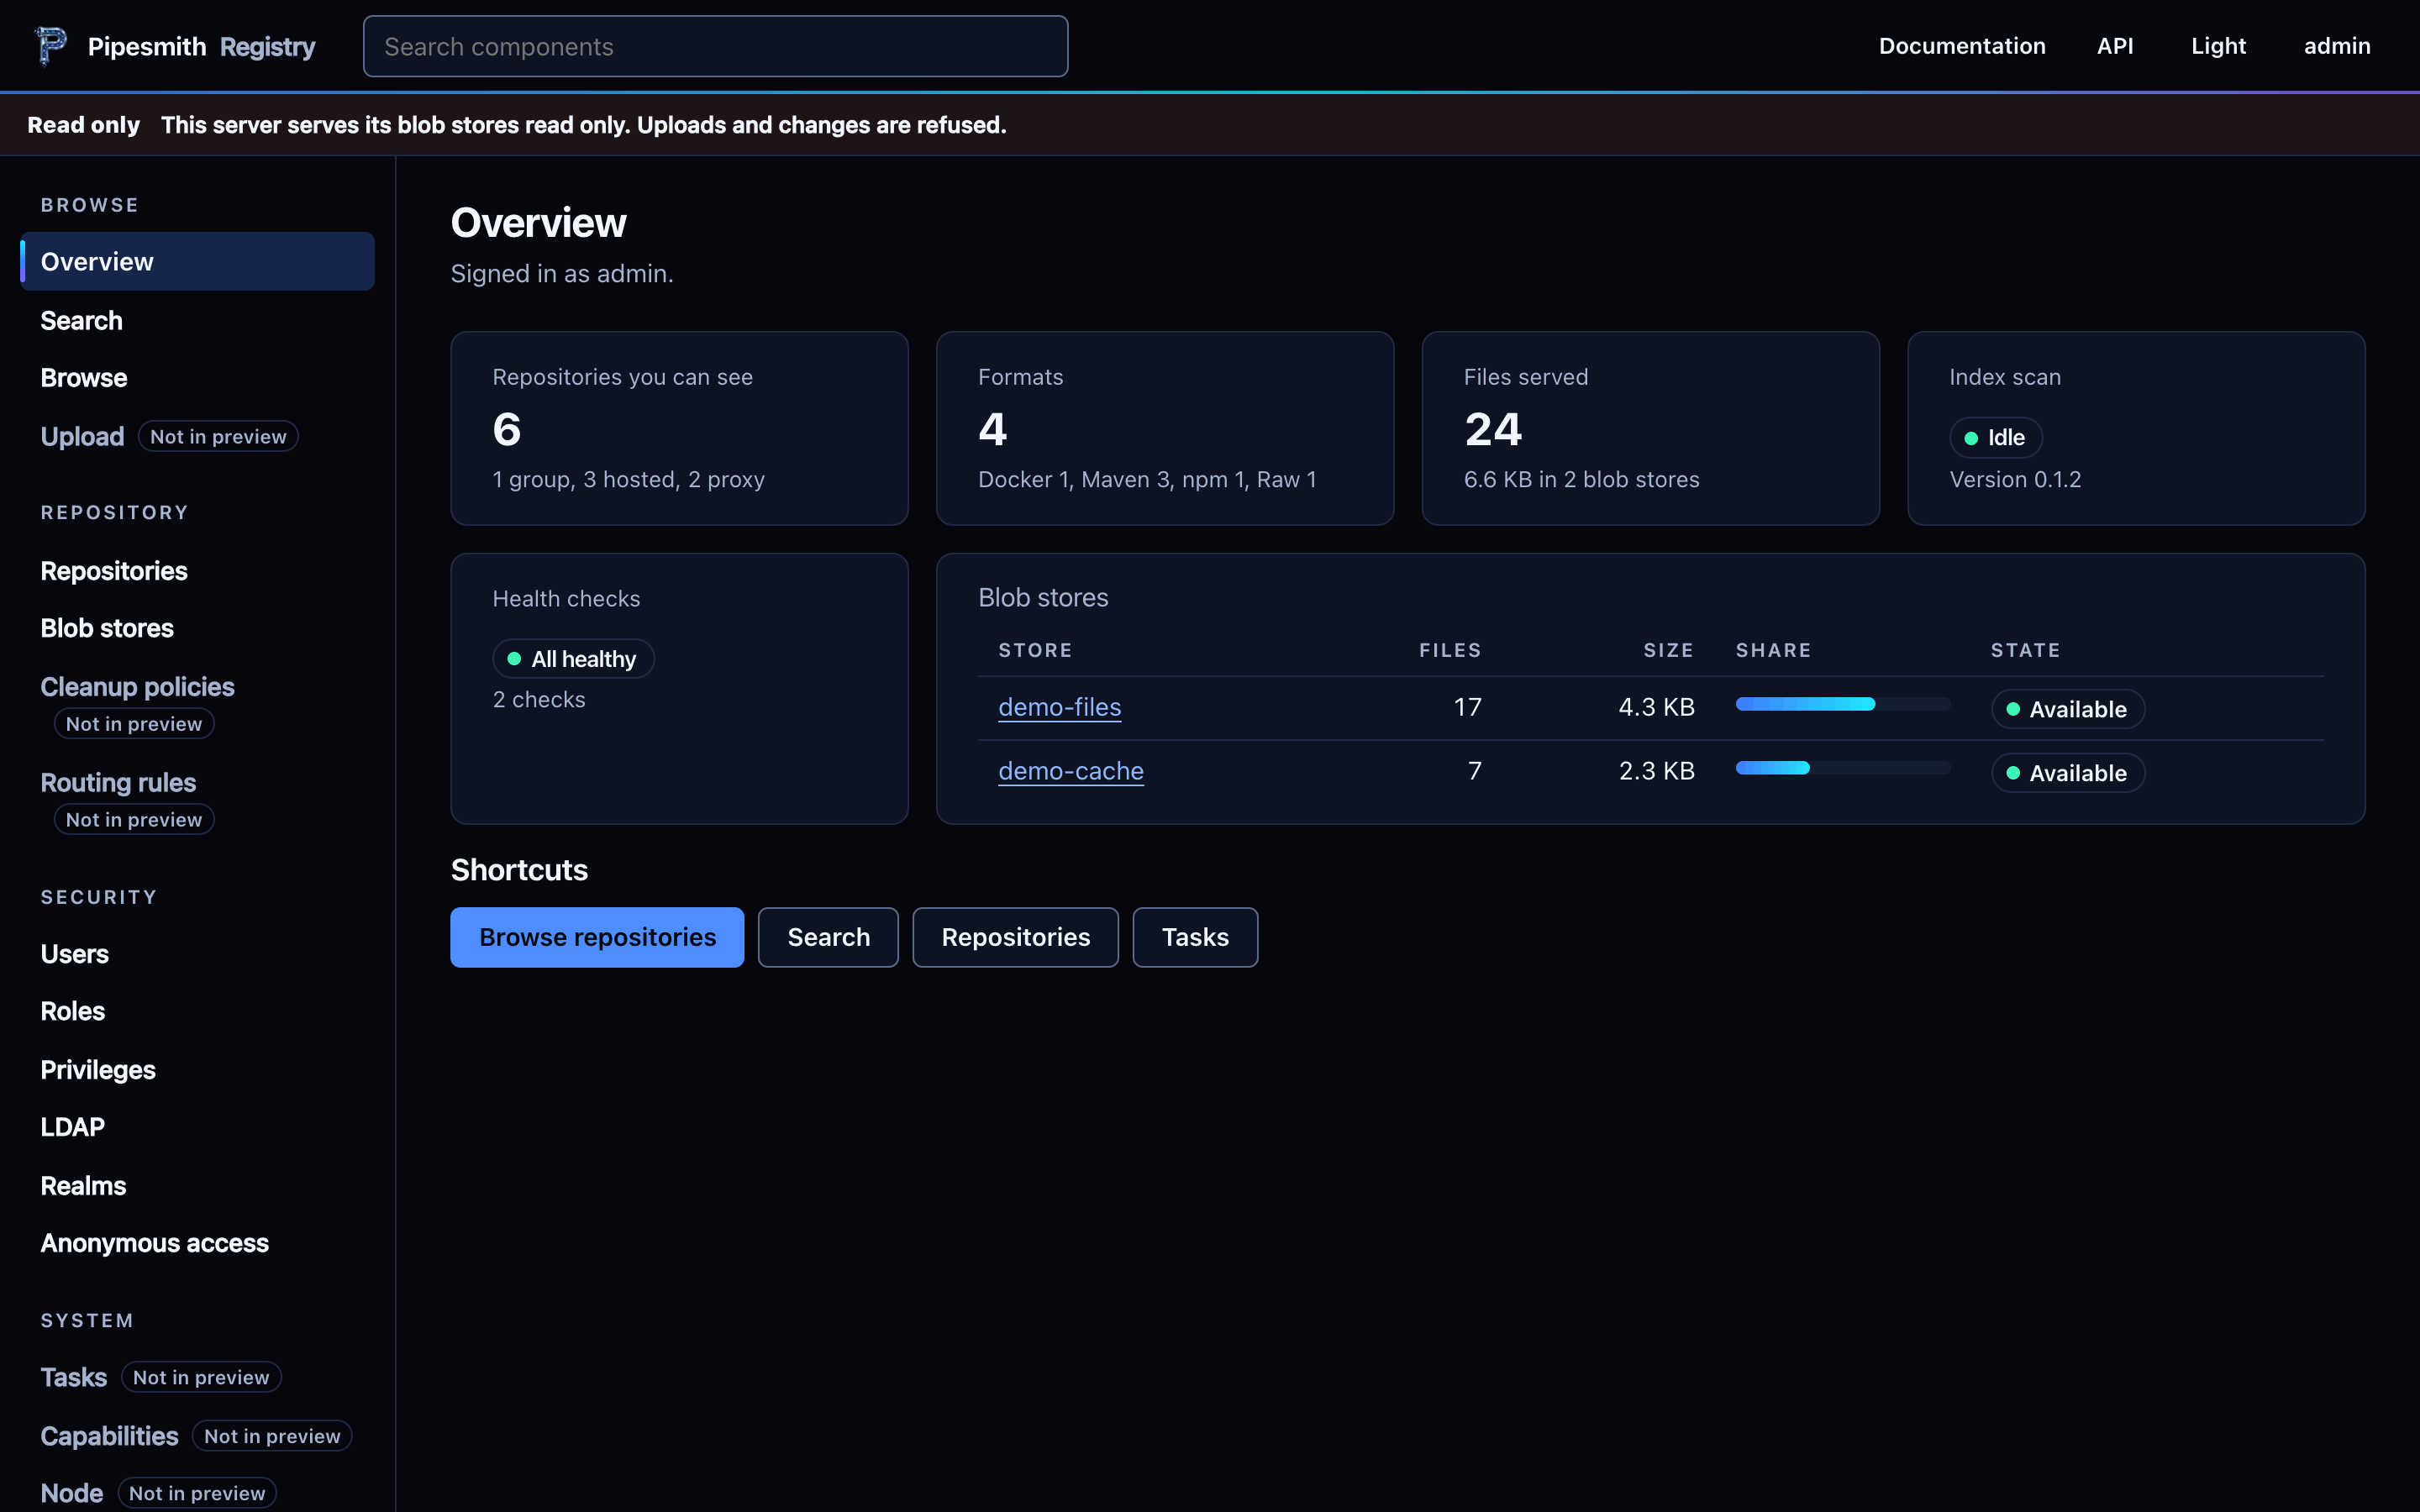 Pipesmith Registry
Search components
Documentation
API
Light
admin
Read only This server serves its blob stores read only. Uploads and changes are refused.
BROWSE
Overview
Search
Browse
Upload Not in preview
REPOSITORY
Repositories
Blob stores
Cleanup policies
Not in preview
Routing rules
Not in preview
SECURITY
Users
Roles
Privileges
LDAP
Realms
Anonymous access
SYSTEM
Tasks Not in preview
Capabilities Not in preview
Node Not in preview
Overview
Signed in as admin.
Repositories you can see
6
1 group, 3 hosted, 2 proxy
Formats
4
Docker 1, Maven 3, npm 1, Raw 1
Files served
24
6.6 KB in 2 blob stores
Index scan
Idle
Version 0.1.2
Health checks
All healthy
2 checks
Blob stores
STORE FILES SIZE SHARE STATE
demo-files 17 4.3 KB Available
demo-cache 7 2.3 KB Available
Shortcuts
Browse repositories
Search
Repositories
Tasks